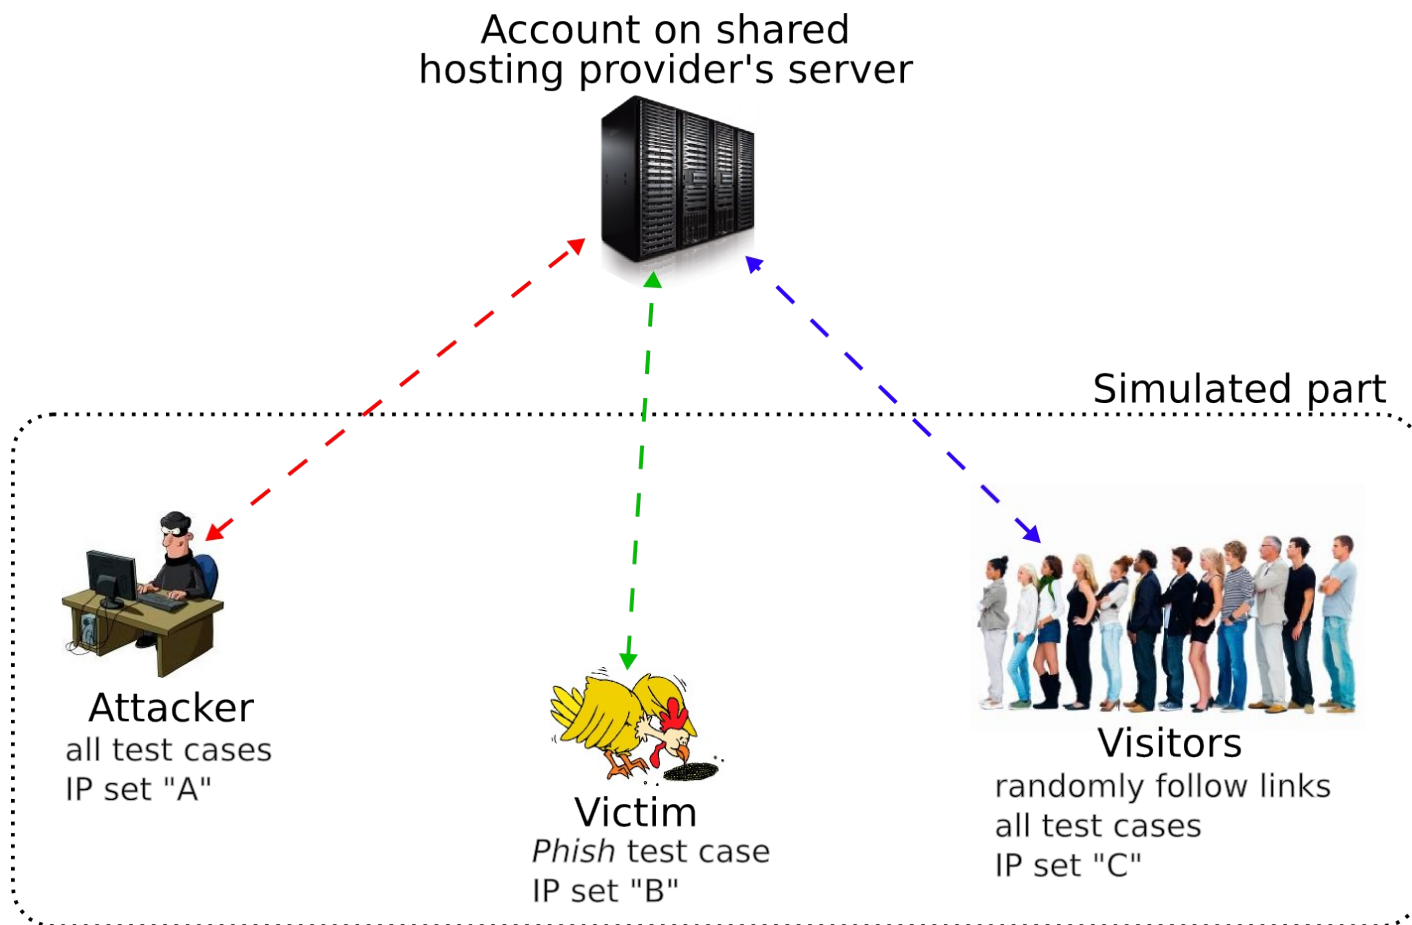 Account on shared
hosting provider's server
Simulated part
Attacker
all test cases
IP set "A"
Victim
Phish test case
IP set "B"
Visitors
randomly follow links
all test cases
IP set "C"